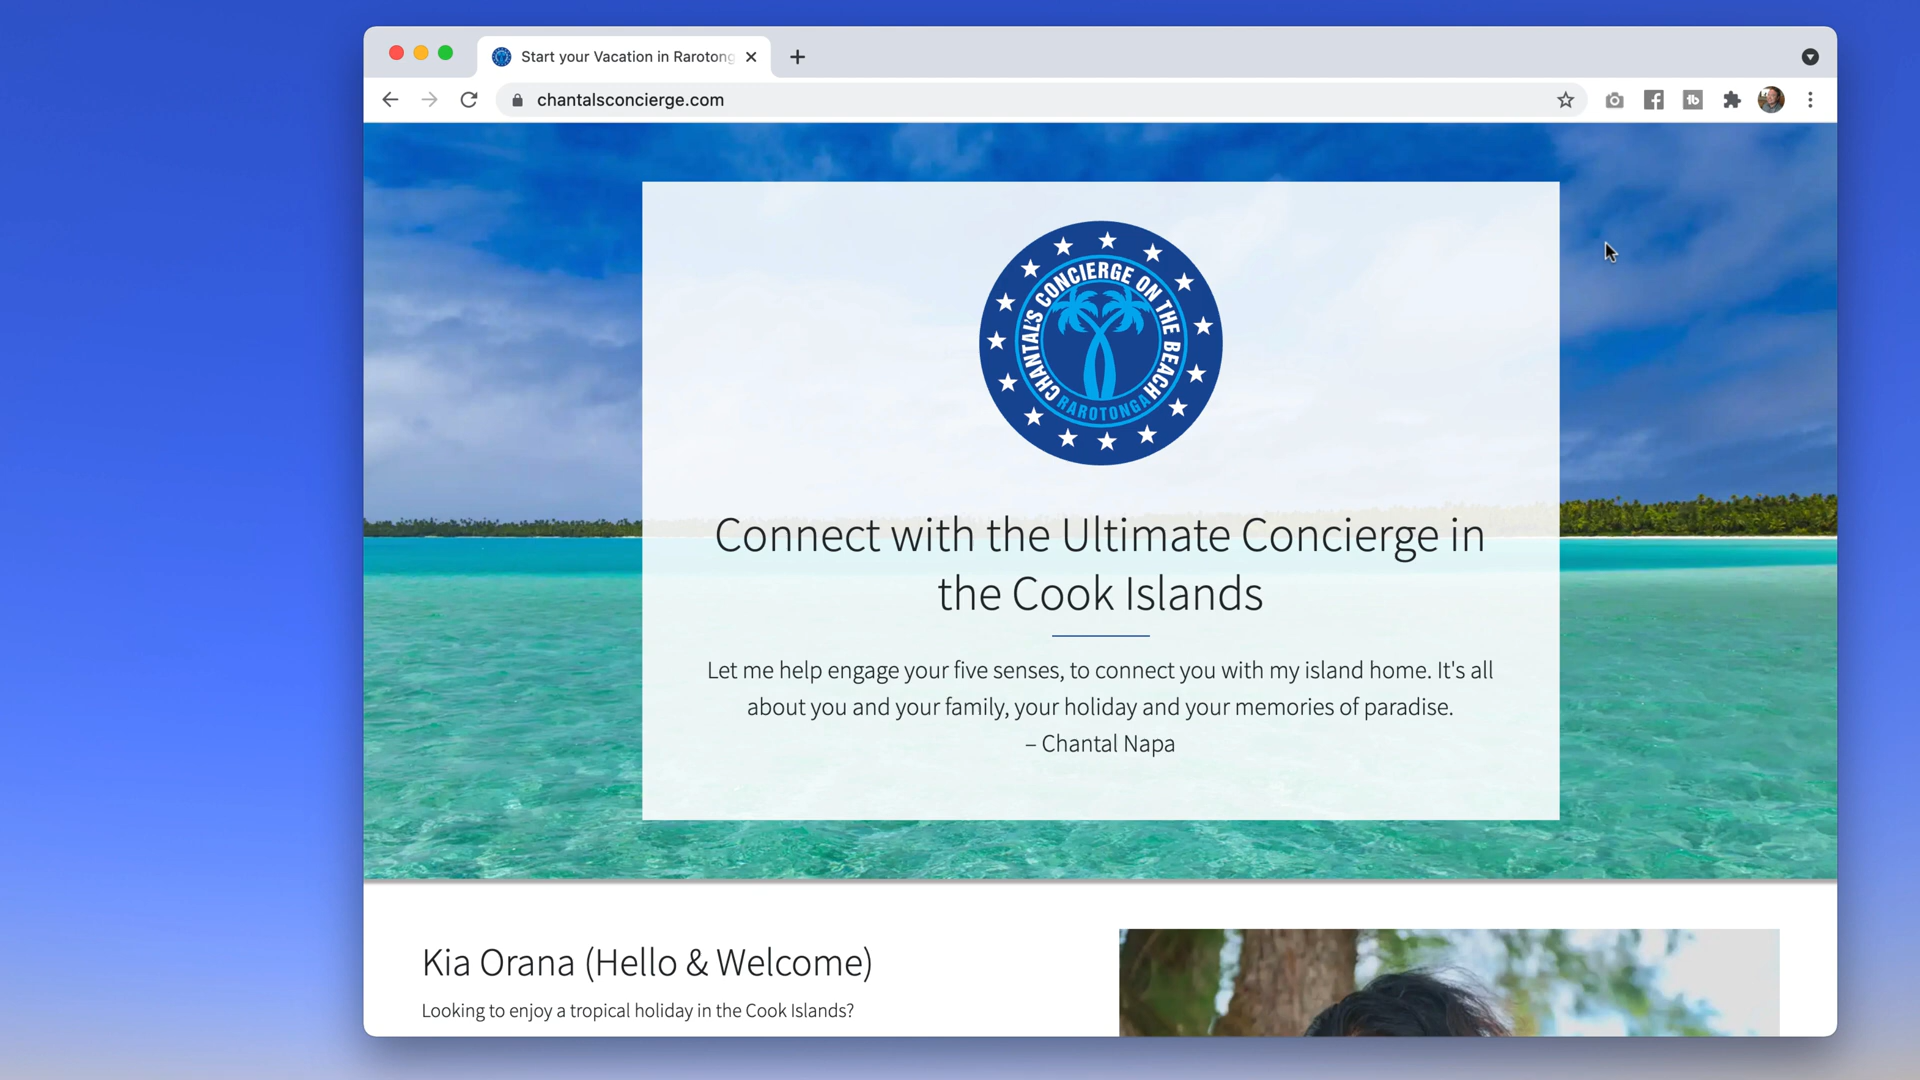 Start your Vacation in Rarotong
chantalsconcierge.com
CHANTAL'S CONCIERGE ON THE BEACH
RAROTONGA
Connect with the Ultimate Concierge in
the Cook Islands
Let me help engage your five senses, to connect you with my island home. It's all
about you and your family, your holiday and your memories of paradise.
– Chantal Napa
Kia Orana (Hello & Welcome)
Looking to enjoy a tropical holiday in the Cook Islands?